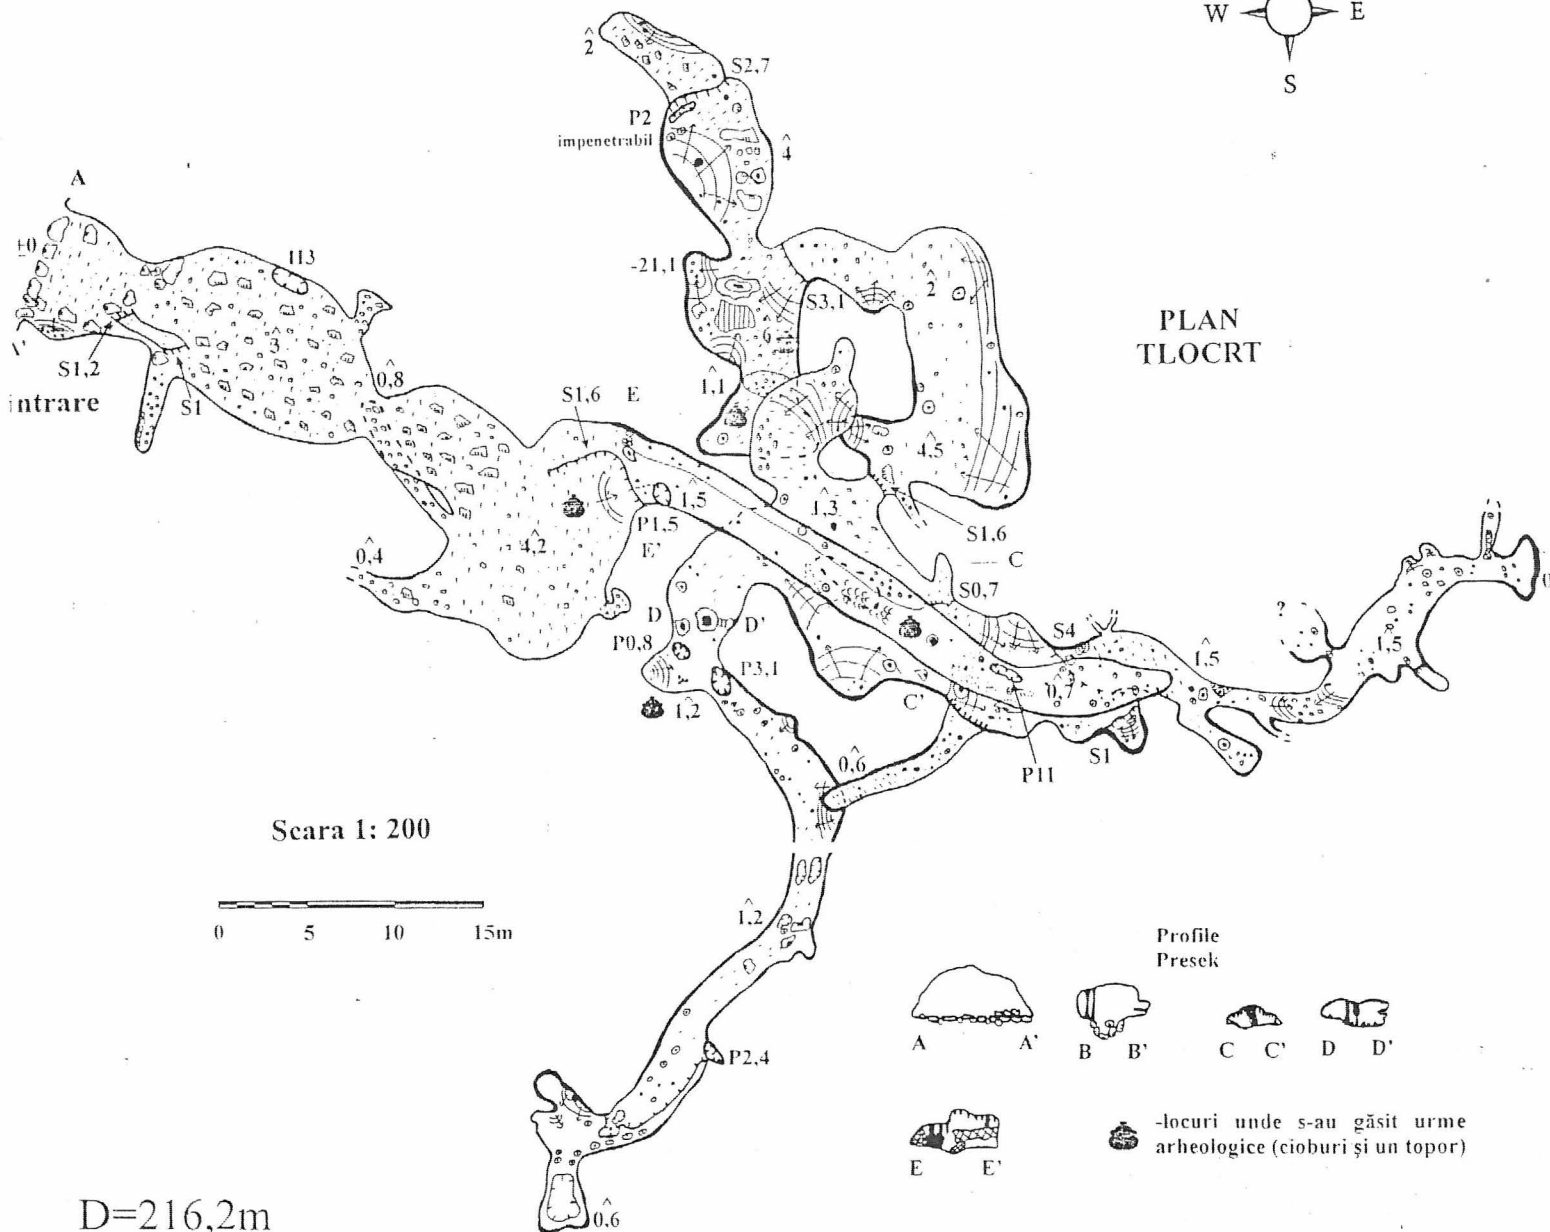 W E
S
2^
S2,7
P2
impenetrabil
4^
A
±0
H3
-21,1
S3,1
2^
PLAN
TLOCRT
3^
6^
S1,2
intrare
S1
0,8^
S1,6
E
1,1^
4,5^
1,5^
1,3^
S1,6
P1,5
E'
4,2^
0,4^
C
S0,7
D
D'
P0,8
P3,1
S4
?
1,5^
1,5^
0,7^
C'
1,2^
S1
P11
0,6^
Scara 1: 200
0 5 10 15m
1,2^
Profile
Presek
A A' B B' C C' D D'
P2,4
E E'
-locuri unde s-au găsit urme
arheologice (cioburi și un topor)
0,6^
D=216,2m